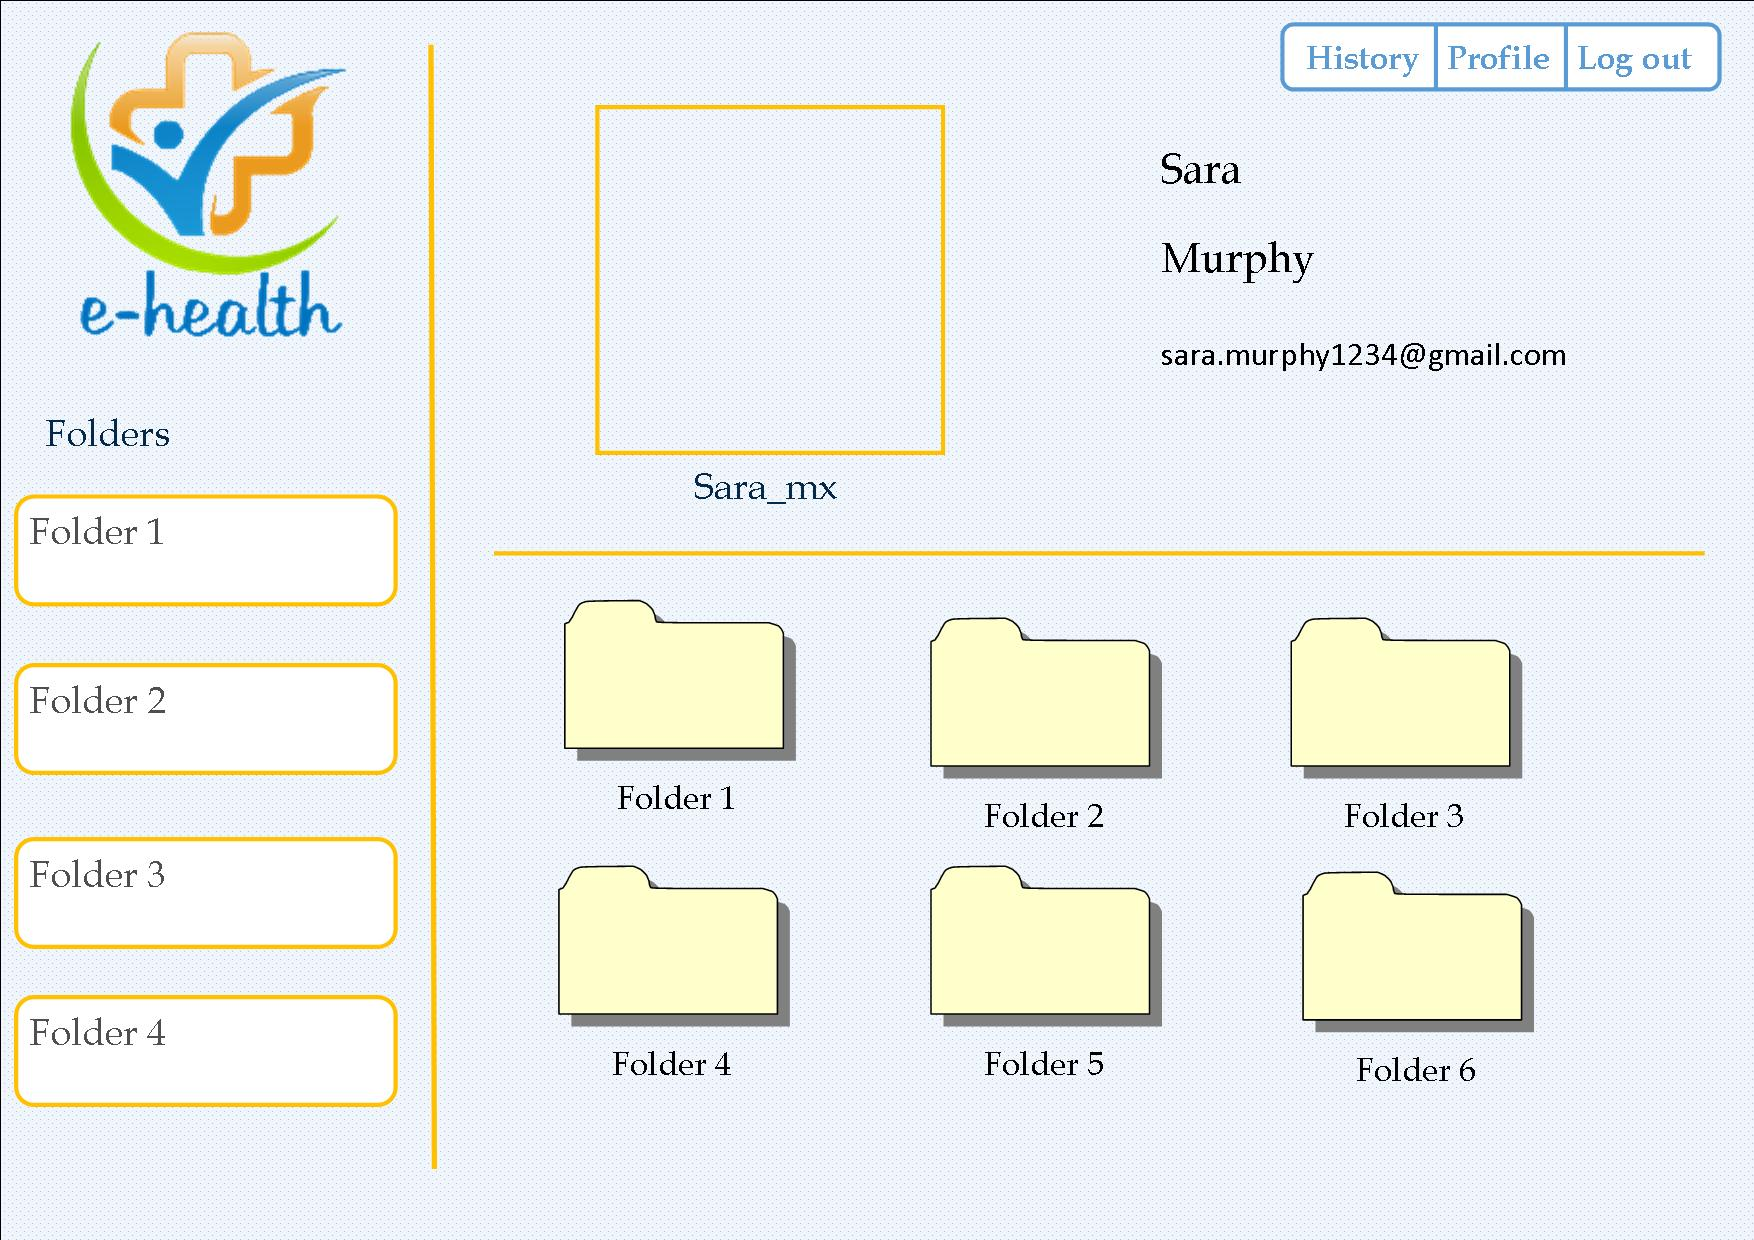 e-health
History Profile Log out
Sara
Murphy
sara.murphy1234@gmail.com
Sara_mx
Folders
Folder 1
Folder 2
Folder 3
Folder 4
Folder 1
Folder 2
Folder 3
Folder 4
Folder 5
Folder 6